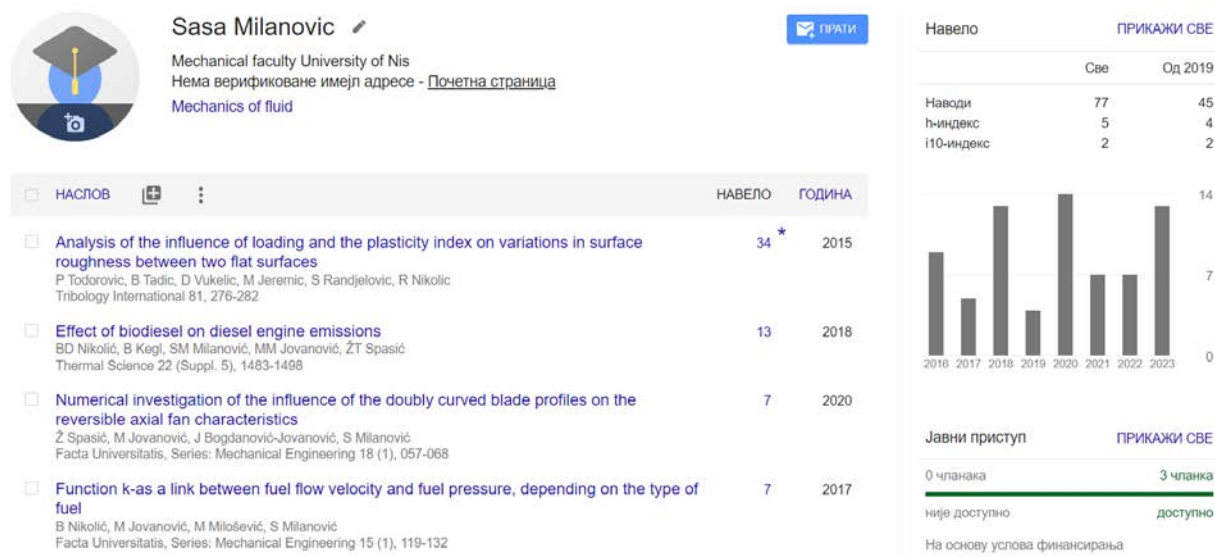 Sasa Milanovic
Mechanical faculty University of Nis
Нема верификоване имејл адресе - Почетна страница
Mechanics of fluid
ПРАТИ
НАСЛОВ НАВЕЛО ГОДИНА
Analysis of the influence of loading and the plasticity index on variations in surface 34 * 2015
roughness between two flat surfaces
P Todorovic, B Tadic, D Vukelic, M Jeremic, S Randjelovic, R Nikolic
Tribology International 81, 276-282
Effect of biodiesel on diesel engine emissions 13 2018
BD Nikolić, B Kegl, SM Milanović, MM Jovanović, ŽT Spasić
Thermal Science 22 (Suppl. 5), 1483-1498
Numerical investigation of the influence of the doubly curved blade profiles on the 7 2020
reversible axial fan characteristics
Ž Spasić, M Jovanović, J Bogdanović-Jovanović, S Milanović
Facta Universitatis, Series: Mechanical Engineering 18 (1), 057-068
Function k-as a link between fuel flow velocity and fuel pressure, depending on the type of 7 2017
fuel
B Nikolić, M Jovanović, M Milošević, S Milanović
Facta Universitatis, Series: Mechanical Engineering 15 (1), 119-132
Навело ПРИКАЖИ СВЕ
Све Од 2019
Наводи 77 45
h-индекс 5 4
i10-индекс 2 2
14
7
0
2016 2017 2018 2019 2020 2021 2022 2023
Јавни приступ ПРИКАЖИ СВЕ
0 чланака 3 чланка
није доступно доступно
На основу услова финансирања